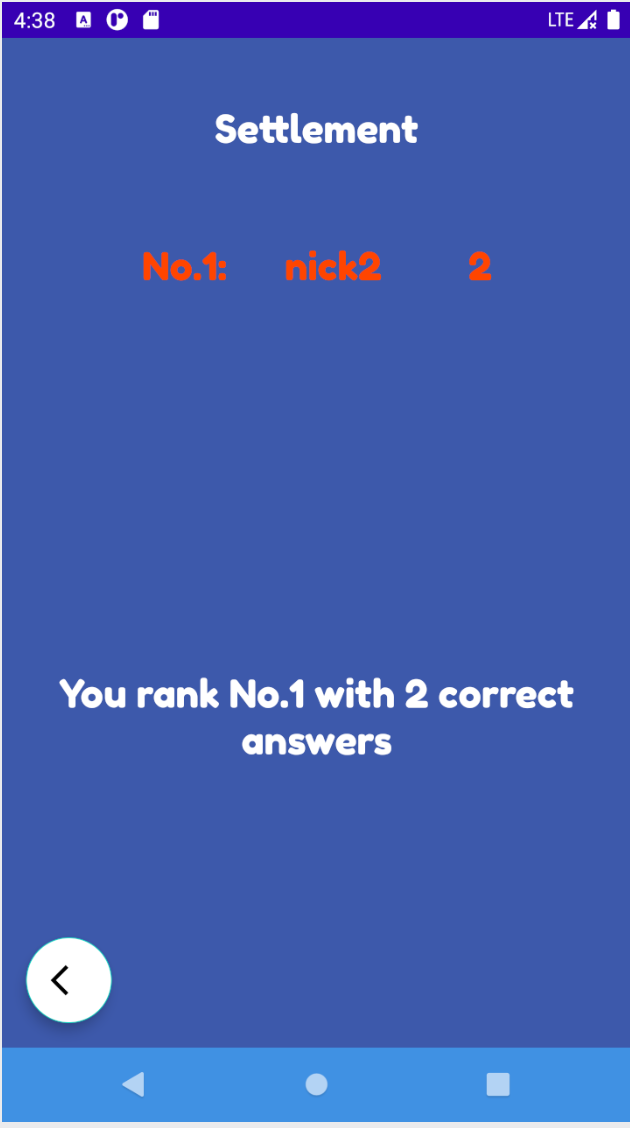 4:38 LTE
Settlement
No.1: nick2 2
You rank No.1 with 2 correct
answers